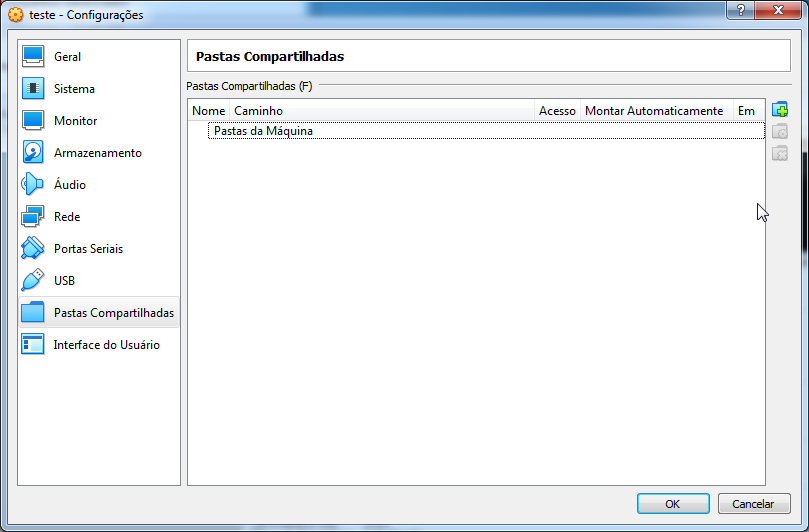 teste - Configurações
Geral
Sistema
Monitor
Armazenamento
Áudio
Rede
Portas Seriais
USB
Pastas Compartilhadas
Interface do Usuário
Pastas Compartilhadas
Pastas Compartilhadas (F)
Nome Caminho Acesso Montar Automaticamente Em
Pastas da Máquina
OK Cancelar